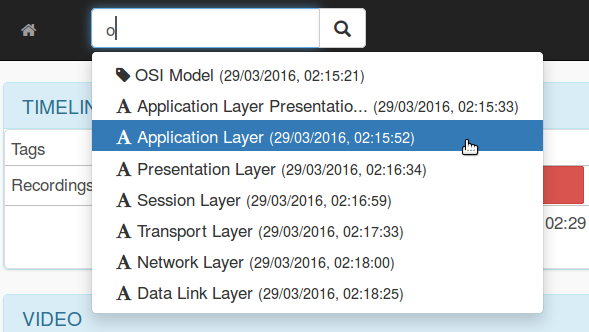 o
OSI Model (29/03/2016, 02:15:21)
A Application Layer Presentatio... (29/03/2016, 02:15:33)
A Application Layer (29/03/2016, 02:15:52)
A Presentation Layer (29/03/2016, 02:16:34)
A Session Layer (29/03/2016, 02:16:59)
A Transport Layer (29/03/2016, 02:17:33)
A Network Layer (29/03/2016, 02:18:00)
A Data Link Layer (29/03/2016, 02:18:25)
TIMELIN
Tags
Recordings
02:29
VIDEO